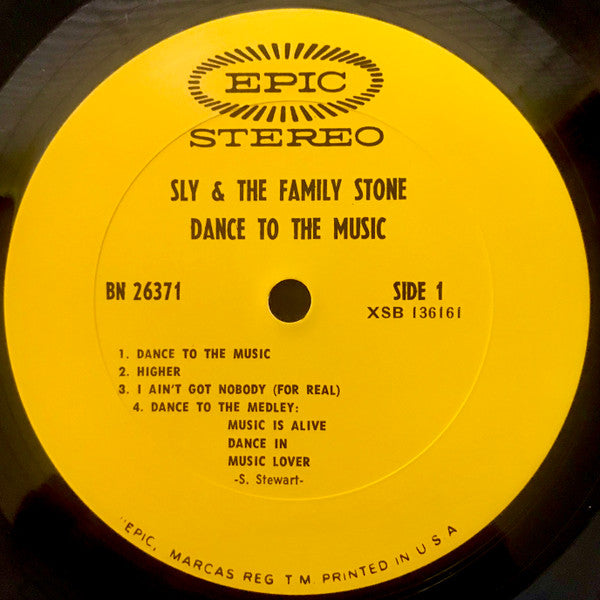 EPIC
STEREO
SLY & THE FAMILY STONE
DANCE TO THE MUSIC
BN 26371
SIDE 1
XSB 136161
1. DANCE TO THE MUSIC
2. HIGHER
3. I AIN'T GOT NOBODY (FOR REAL)
4. DANCE TO THE MEDLEY:
MUSIC IS ALIVE
DANCE IN
MUSIC LOVER
-S. Stewart-
"EPIC, MARCAS REG T M. PRINTED IN U S A